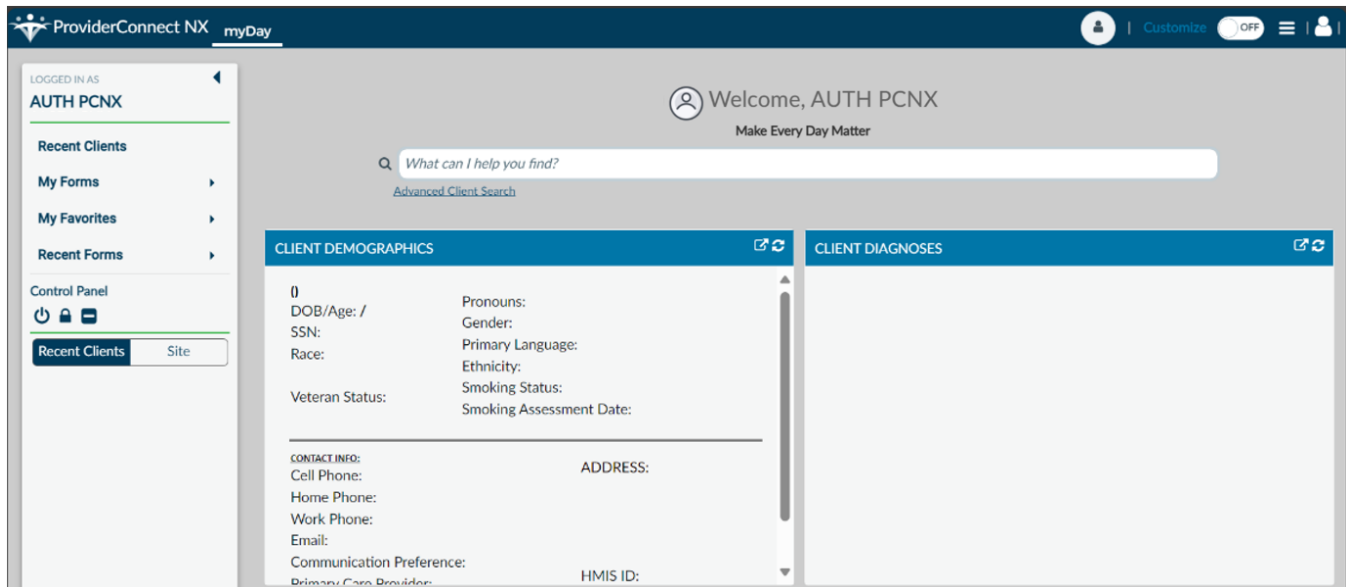 ProviderConnect NX myDay
Customize OFF
LOGGED IN AS
AUTH PCNX
Recent Clients
My Forms
My Favorites
Recent Forms
Control Panel
Recent Clients Site
Welcome, AUTH PCNX
Make Every Day Matter
What can I help you find?
Advanced Client Search
CLIENT DEMOGRAPHICS
()
DOB/Age: /
SSN:
Race:
Veteran Status:
Pronouns:
Gender:
Primary Language:
Ethnicity:
Smoking Status:
Smoking Assessment Date:
CONTACT INFO:
Cell Phone:
Home Phone:
Work Phone:
Email:
Communication Preference:
Primary Care Provider:
ADDRESS:
HMIS ID:
CLIENT DIAGNOSES